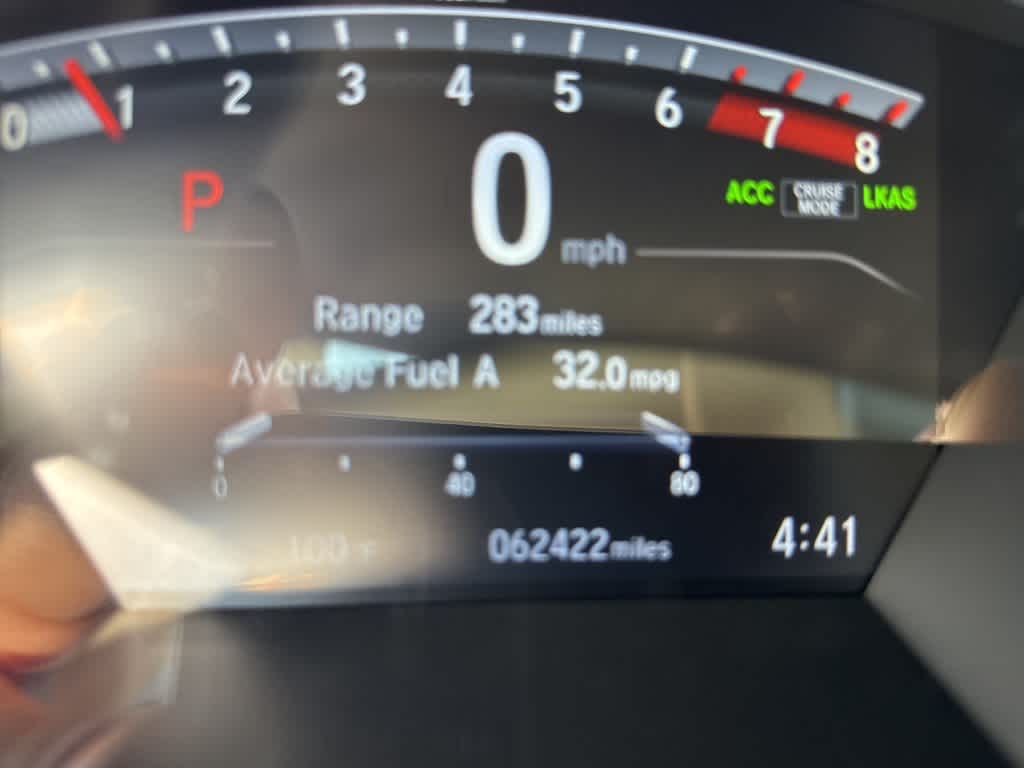 0 1 2 3 4 5 6 7 8
P 0 mph ACC CRUISE MODE LKAS
Range 283 miles
Average Fuel A 32.0 mpg
0 40 80
100 °F 062422 miles 4:41